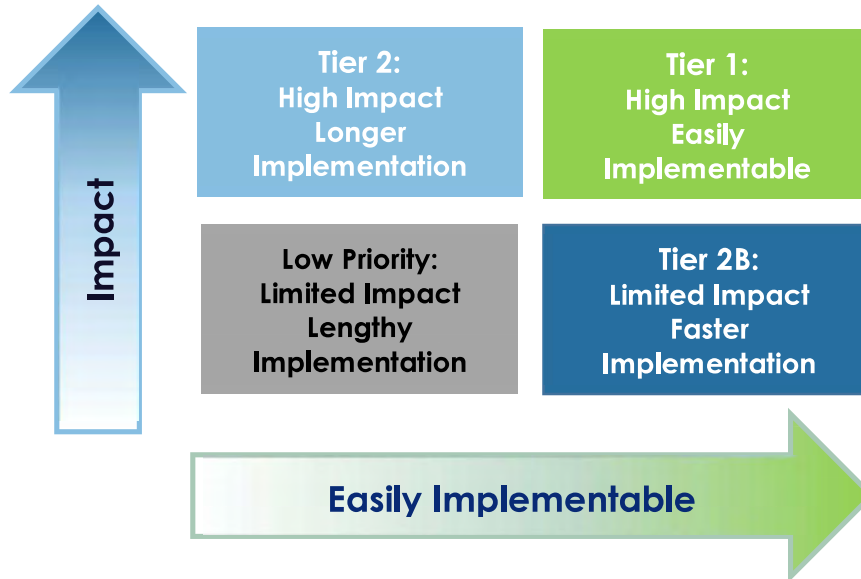 Tier 2:
High Impact
Longer
Implementation
Tier 1:
High Impact
Easily
Implementable
Impact
Low Priority:
Limited Impact
Lengthy
Implementation
Tier 2B:
Limited Impact
Faster
Implementation
Easily Implementable